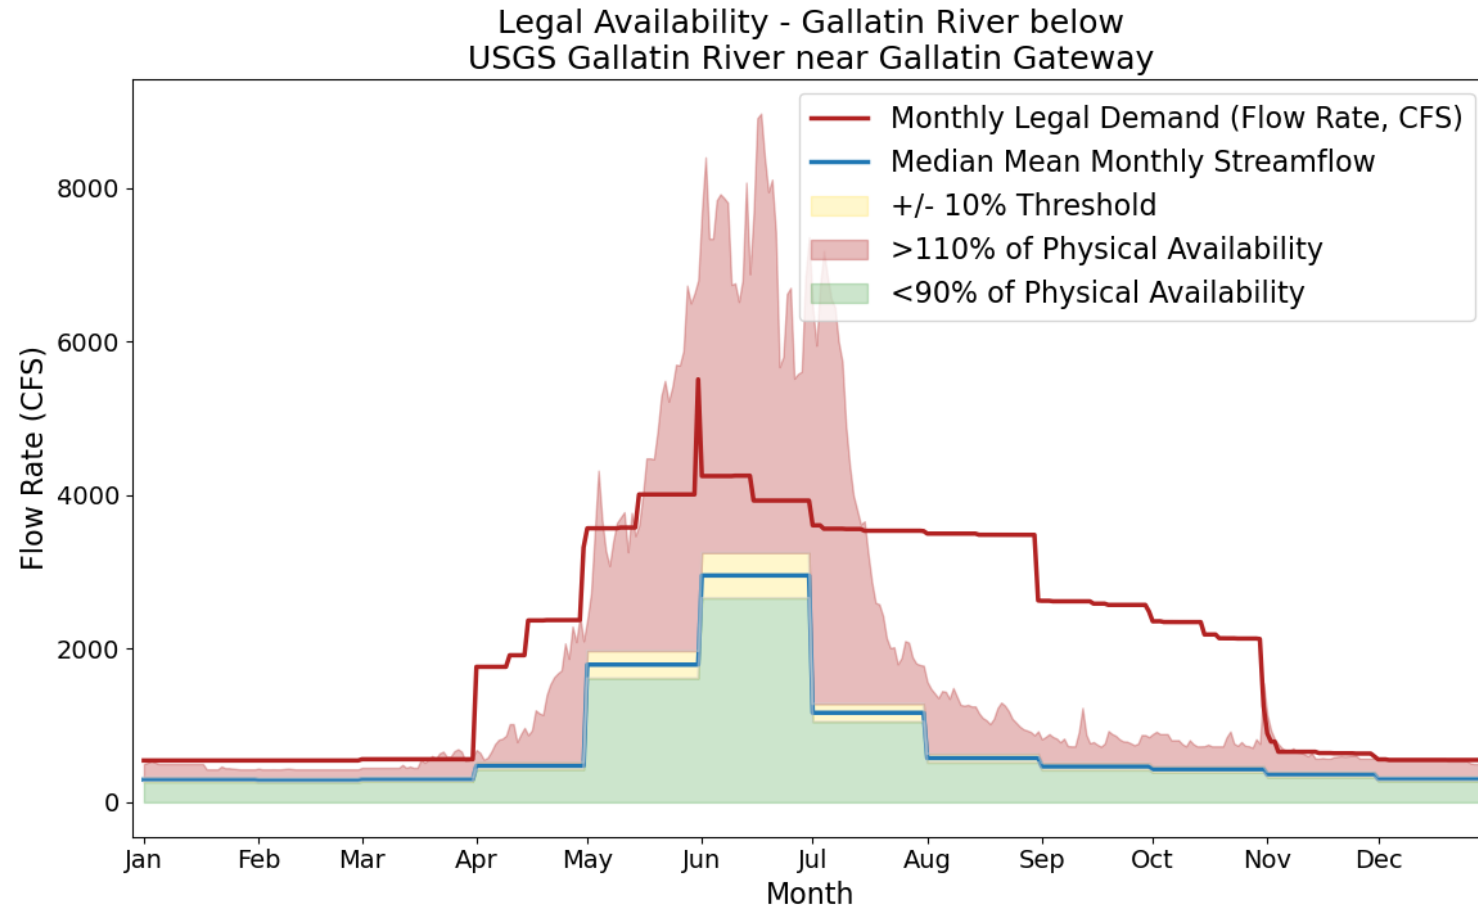 Legal Availability - Gallatin River below
USGS Gallatin River near Gallatin Gateway
Monthly Legal Demand (Flow Rate, CFS)
Median Mean Monthly Streamflow
+/- 10% Threshold
>110% of Physical Availability
<90% of Physical Availability
Flow Rate (CFS)
8000
6000
4000
2000
0
Jan Feb Mar Apr May Jun Jul Aug Sep Oct Nov Dec
Month